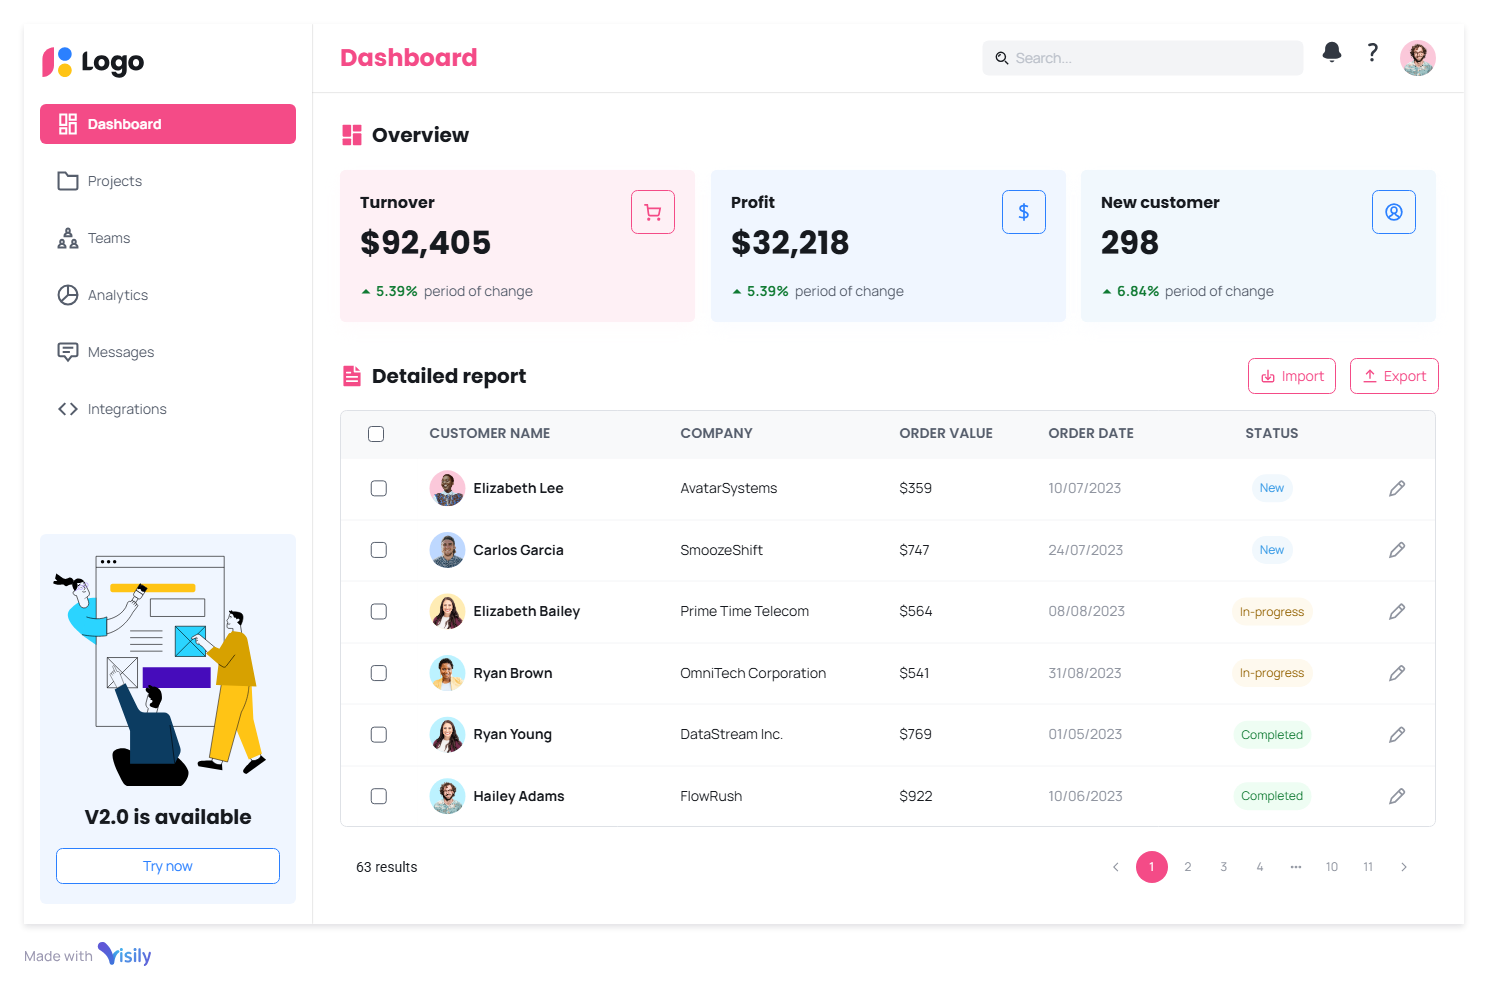 Logo
Dashboard
Projects
Teams
Analytics
Messages
Integrations
V2.0 is available
Try now
Dashboard
Search...
?
Overview
Turnover
$92,405
5.39% period of change
Profit
$
$32,218
5.39% period of change
New customer
298
6.84% period of change
Detailed report
Import
Export
CUSTOMER NAME COMPANY ORDER VALUE ORDER DATE STATUS
Elizabeth Lee AvatarSystems $359 10/07/2023 New
Carlos Garcia SmoozeShift $747 24/07/2023 New
Elizabeth Bailey Prime Time Telecom $564 08/08/2023 In-progress
Ryan Brown OmniTech Corporation $541 31/08/2023 In-progress
Ryan Young DataStream Inc. $769 01/05/2023 Completed
Hailey Adams FlowRush $922 10/06/2023 Completed
63 results
1 2 3 4 ··· 10 11
Made with Visily